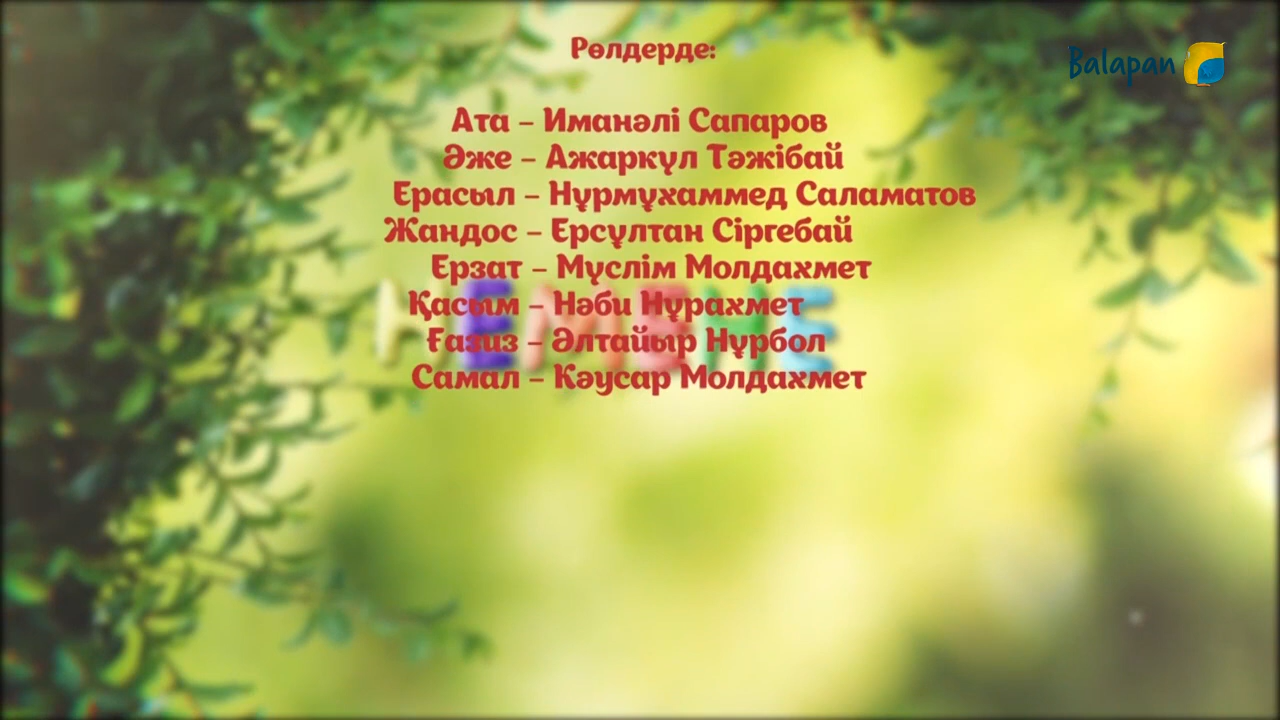 Рөлдерде:
Balapan
Ата – Иманәлі Сапаров
Әже – Ажаркүл Тәжібай
Ерасыл – Нұрмұхаммед Саламатов
Жандос – Ерсұлтан Сіргебай
Ерзат – Мүслім Молдахмет
Қасым – Нәби Нұрахмет
Ғазиз – Әлтайыр Нұрбол
Самал – Кәусар Молдахмет